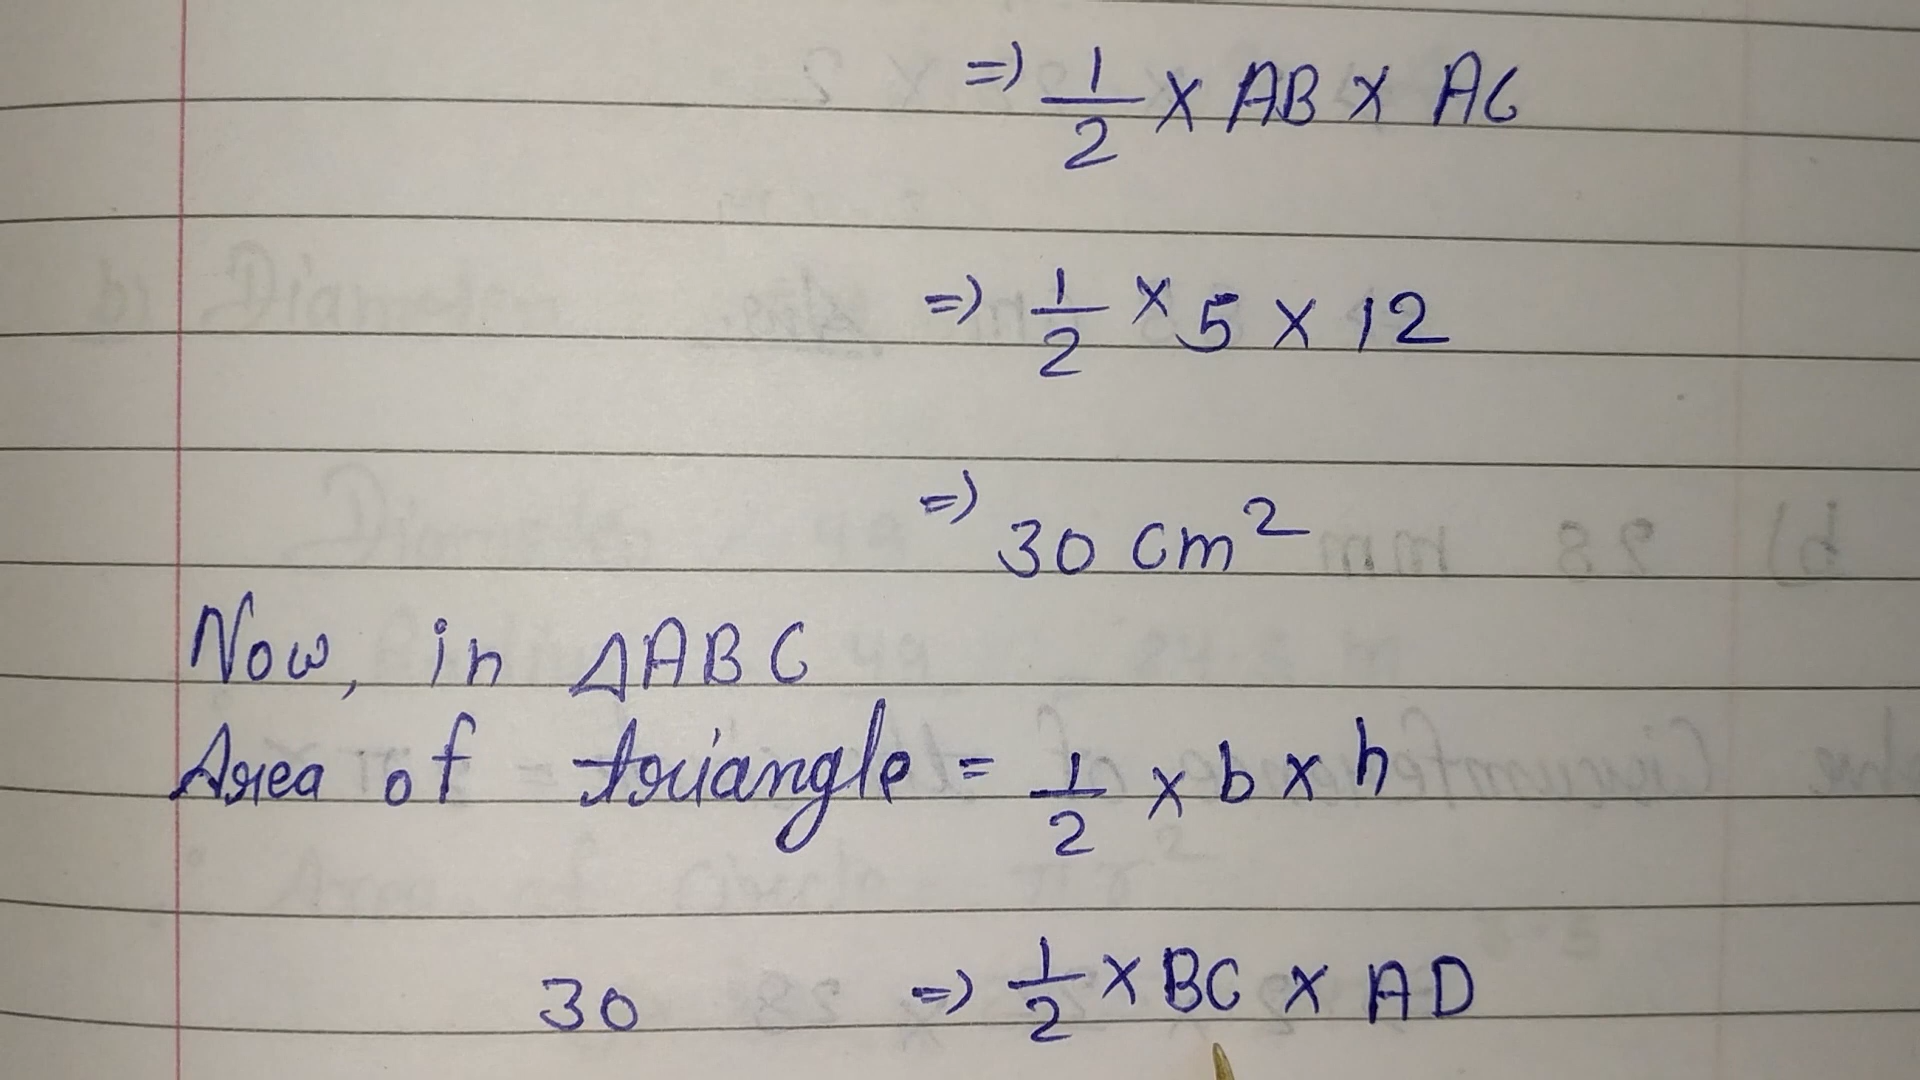 => 1/2 × AB × AC
=> 1/2 × 5 × 12
=> 30 cm²
Now, in △ABC
Area of triangle = 1/2 × b × h
30 => 1/2 × BC × AD